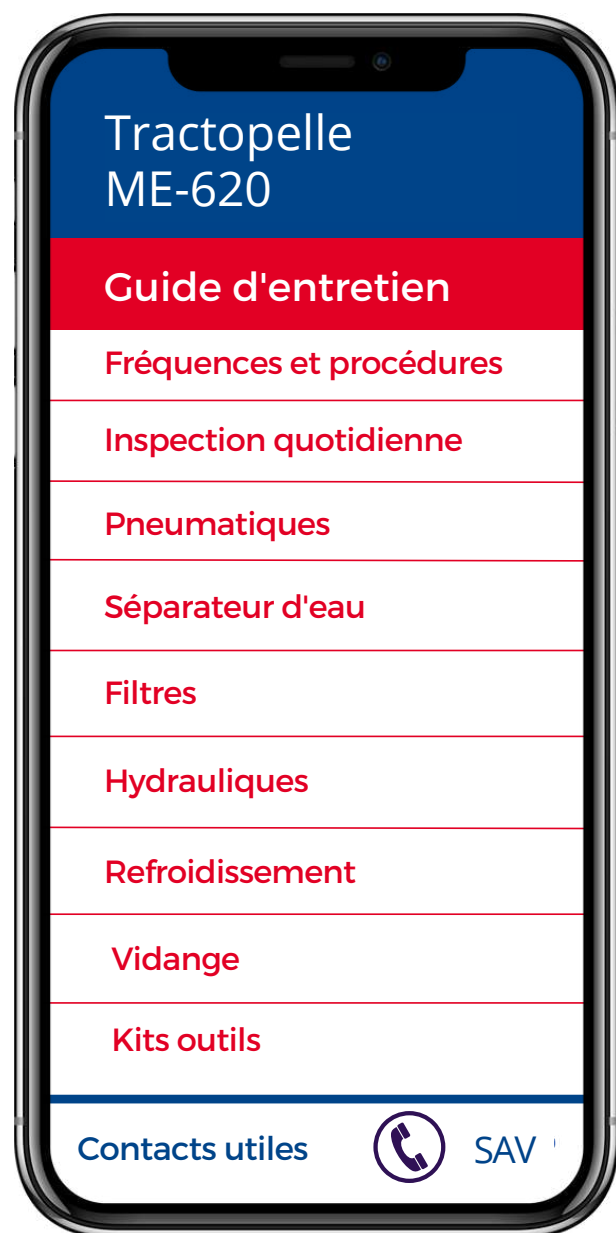 Tractopelle
ME-620
Guide d'entretien
Fréquences et procédures
Inspection quotidienne
Pneumatiques
Séparateur d'eau
Filtres
Hydrauliques
Refroidissement
Vidange
Kits outils
Contacts utiles SAV